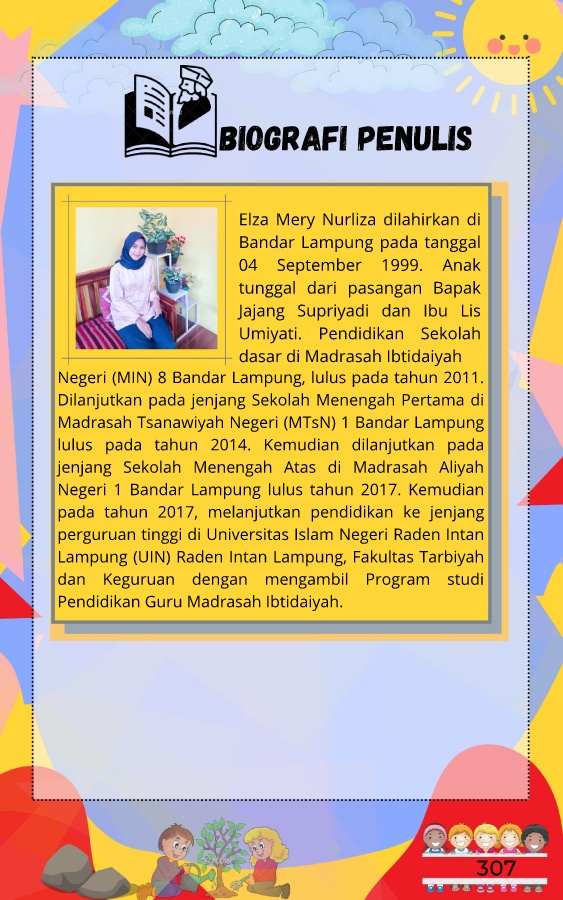 BIOGRAFI PENULIS
Elza Mery Nurliza dilahirkan di
Bandar Lampung pada tanggal
04 September 1999. Anak
tunggal dari pasangan Bapak
Jajang Supriyadi dan Ibu Lis
Umiyati. Pendidikan Sekolah
dasar di Madrasah Ibtidaiyah
Negeri (MIN) 8 Bandar Lampung, lulus pada tahun 2011.
Dilanjutkan pada jenjang Sekolah Menengah Pertama di
Madrasah Tsanawiyah Negeri (MTsN) 1 Bandar Lampung
lulus pada tahun 2014. Kemudian dilanjutkan pada
jenjang Sekolah Menengah Atas di Madrasah Aliyah
Negeri 1 Bandar Lampung lulus tahun 2017. Kemudian
pada tahun 2017, melanjutkan pendidikan ke jenjang
perguruan tinggi di Universitas Islam Negeri Raden Intan
Lampung (UIN) Raden Intan Lampung, Fakultas Tarbiyah
dan Keguruan dengan mengambil Program studi
Pendidikan Guru Madrasah Ibtidaiyah.
307